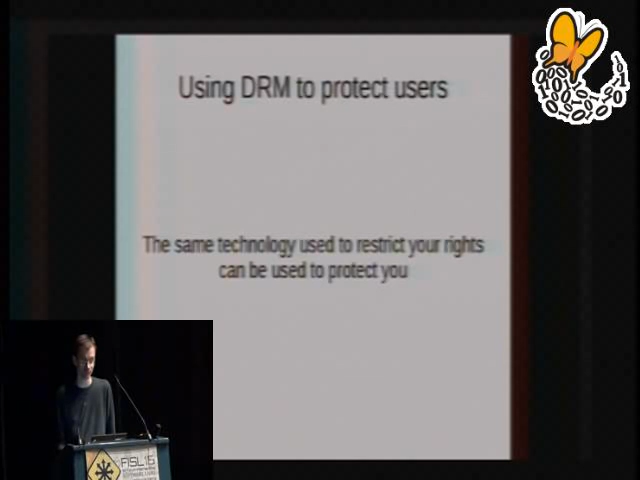 Using DRM to protect users
The same technology used to restrict your rights
can be used to protect you
FISL15